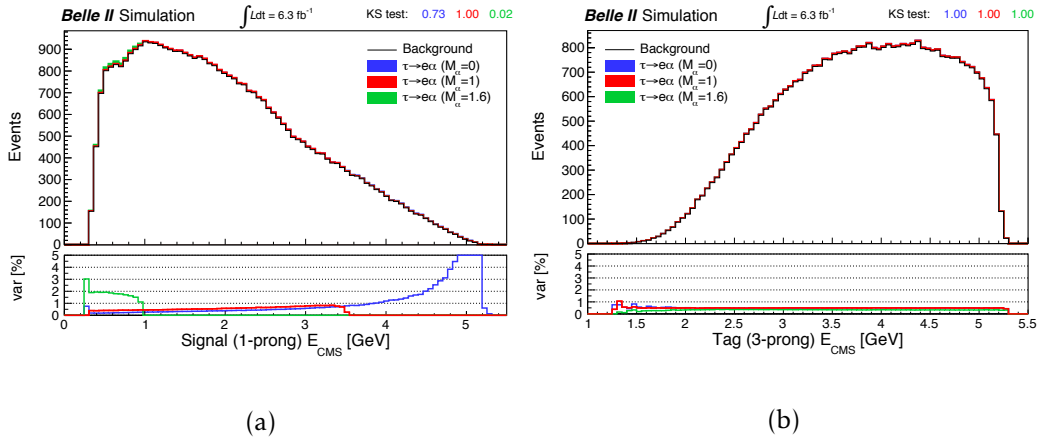 Belle II Simulation ∫Ldt = 6.3 fb⁻¹ KS test: 0.73 1.00 0.02
Events
900
800
700
600
500
400
300
200
100
0
Background
τ→eα (M_α=0)
τ→eα (M_α=1)
τ→eα (M_α=1.6)
var [%]
5
4
3
2
1
0
0 1 2 3 4 5
Signal (1-prong) E_CMS [GeV]
(a)
Belle II Simulation ∫Ldt = 6.3 fb⁻¹ KS test: 1.00 1.00 1.00
Events
800
700
600
500
400
300
200
100
0
Background
τ→eα (M_α=0)
τ→eα (M_α=1)
τ→eα (M_α=1.6)
var [%]
5
4
3
2
1
0
1 1.5 2 2.5 3 3.5 4 4.5 5 5.5
Tag (3-prong) E_CMS [GeV]
(b)